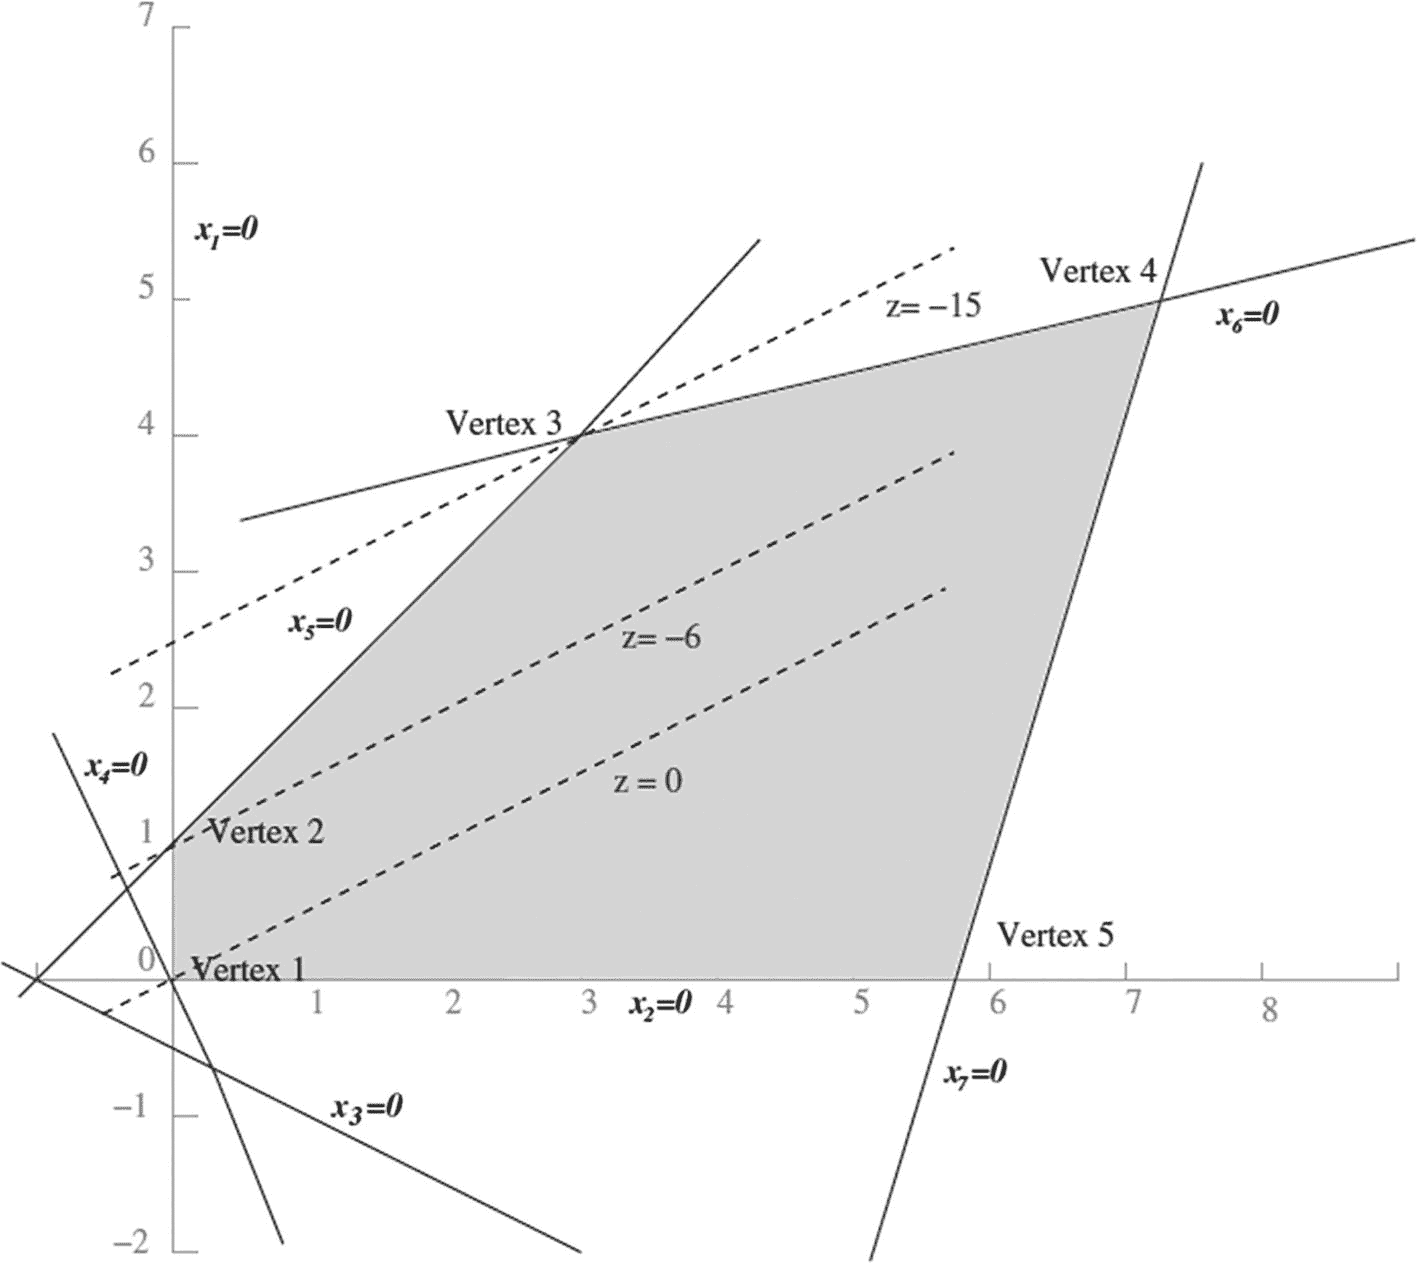 7
6
x₁=0
5
Vertex 4
z= −15
x₆=0
4
Vertex 3
3
x₅=0
z= −6
2
x₄=0
z = 0
1
Vertex 2
0
Vertex 1
Vertex 5
1 2 3 x₂=0 4 5 6 7 8
x₇=0
−1
x₃=0
−2